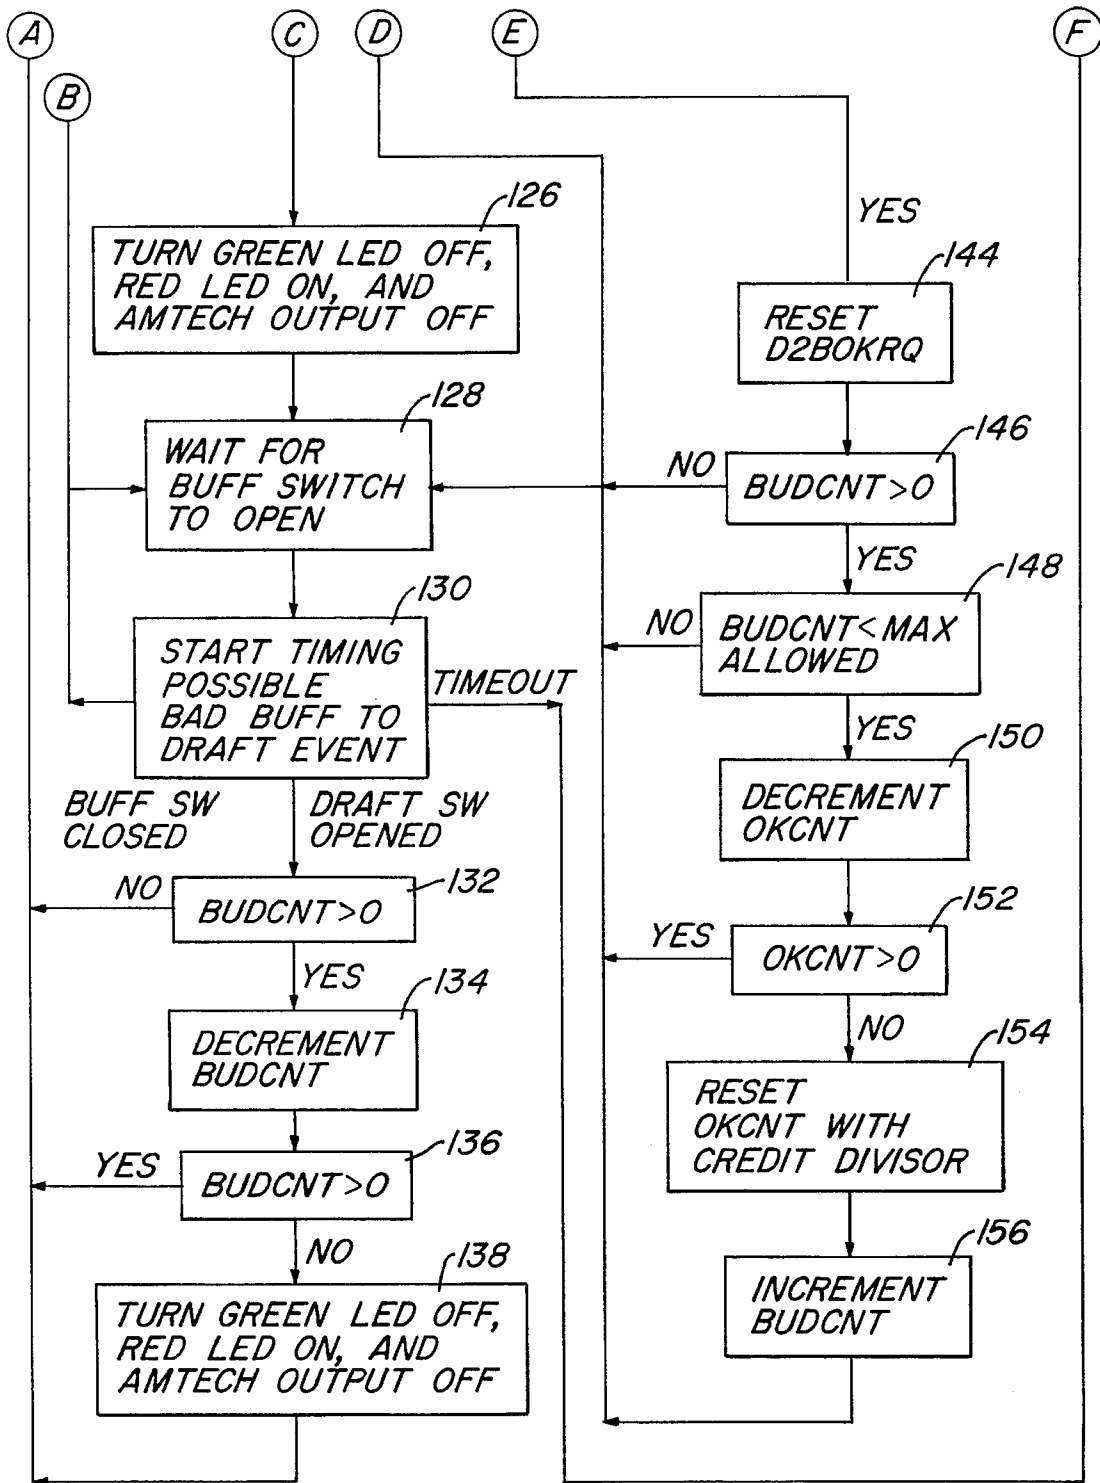 A
C
D
E
F
B
126
TURN GREEN LED OFF,
RED LED ON, AND
AMTECH OUTPUT OFF
128
WAIT FOR
BUFF SWITCH
TO OPEN
130
START TIMING
POSSIBLE
BAD BUFF TO
DRAFT EVENT
TIMEOUT
BUFF SW
CLOSED
DRAFT SW
OPENED
132
NO
BUDCNT>0
YES
134
DECREMENT
BUDCNT
136
YES
BUDCNT>0
NO
138
TURN GREEN LED OFF,
RED LED ON, AND
AMTECH OUTPUT OFF
YES
144
RESET
D2BOKRQ
146
NO
BUDCNT>0
YES
148
NO
BUDCNT<MAX
ALLOWED
YES
150
DECREMENT
OKCNT
152
YES
OKCNT>0
NO
154
RESET
OKCNT WITH
CREDIT DIVISOR
156
INCREMENT
BUDCNT